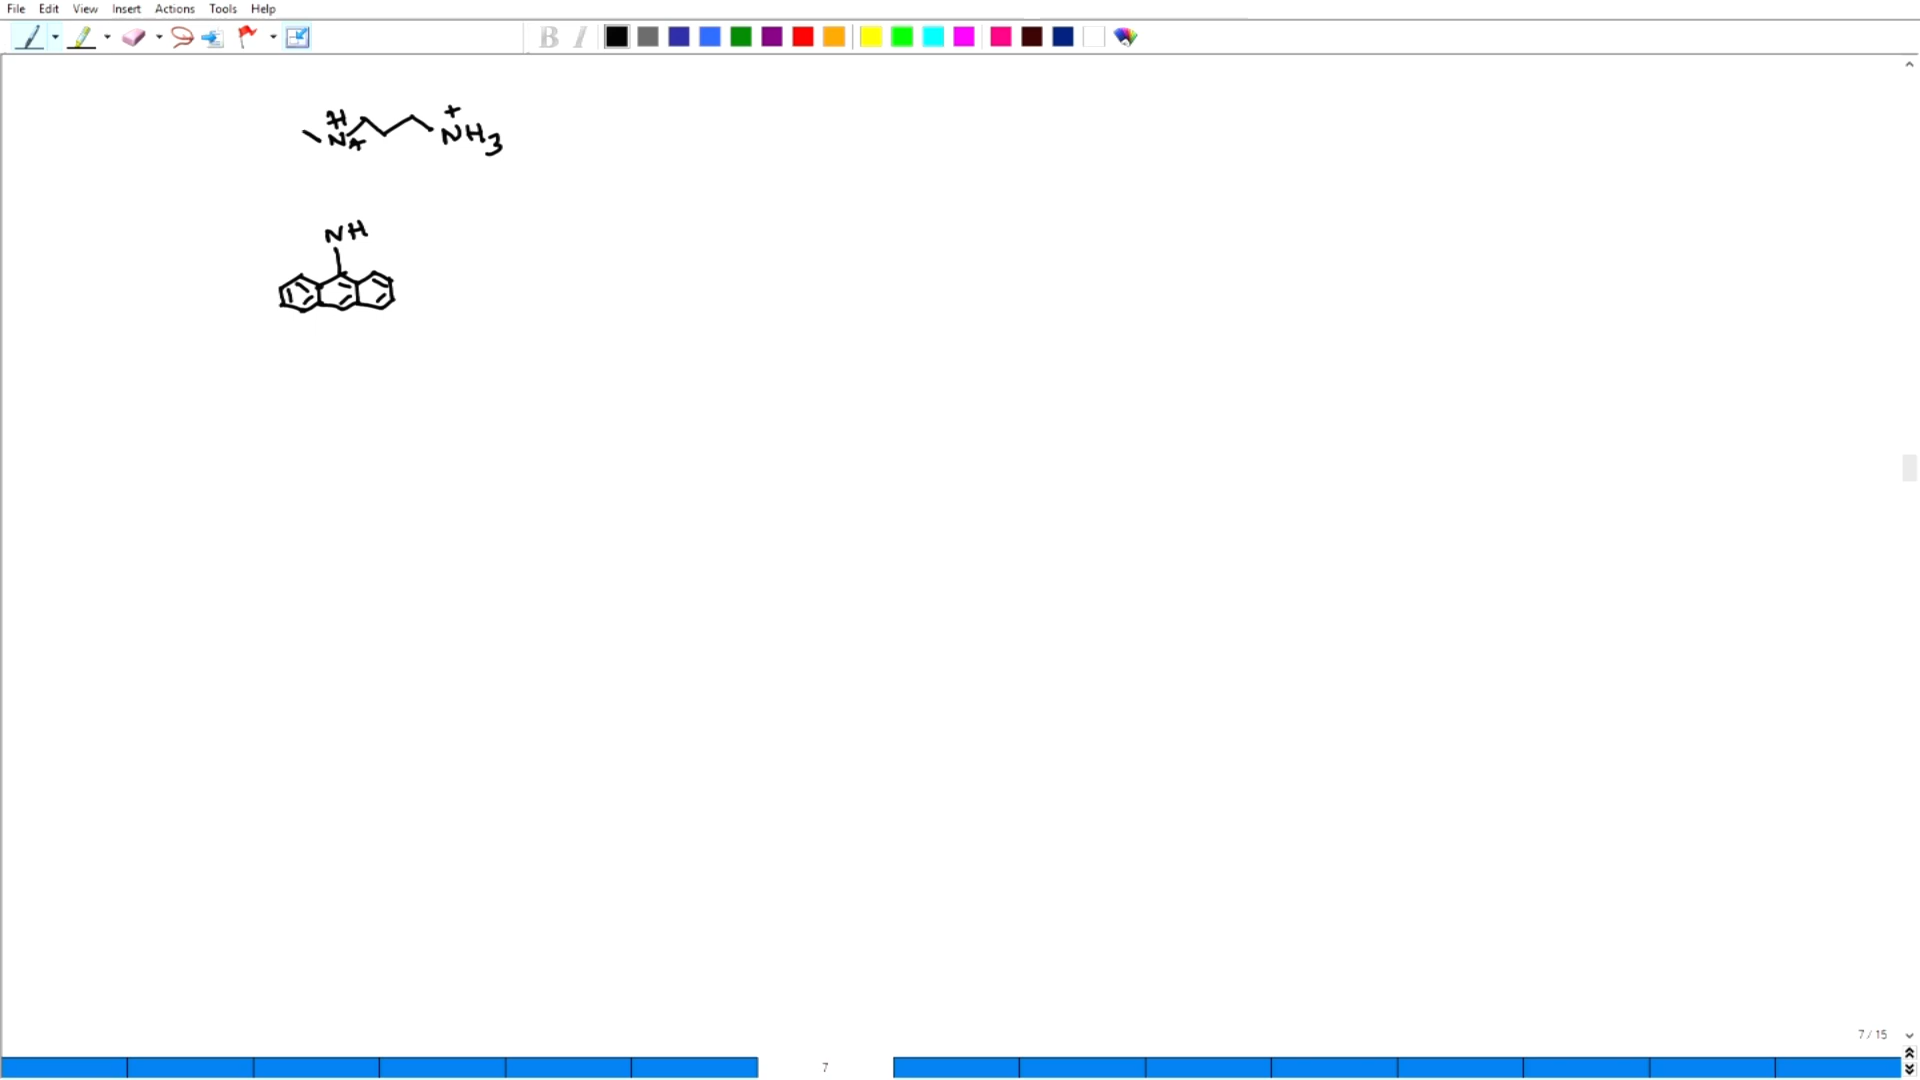 File Edit View Insert Actions Tools Help
B I
H +
N+ NH3
NH
7 / 15
7